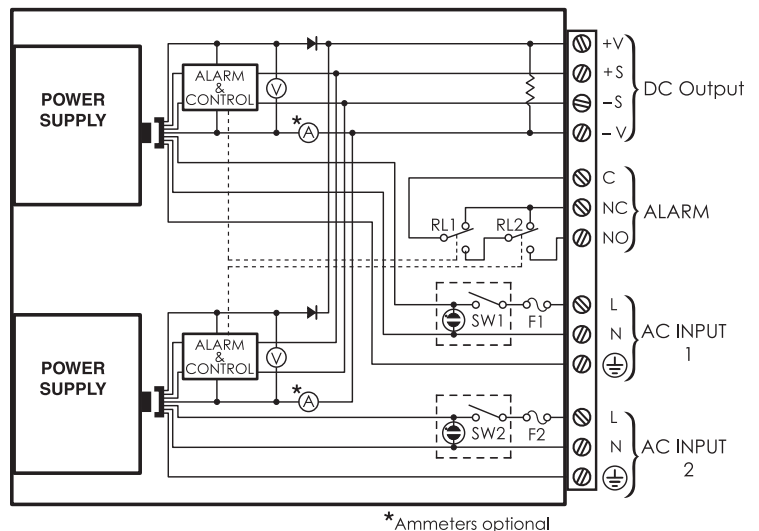 POWER
SUPPLY
ALARM
&
CONTROL
V
*
A
+V
+S
−S
−V
DC Output
C
NC
NO
ALARM
RL1
RL2
SW1
F1
L
N
AC INPUT
1
POWER
SUPPLY
ALARM
&
CONTROL
V
*
A
SW2
F2
L
N
AC INPUT
2
*Ammeters optional